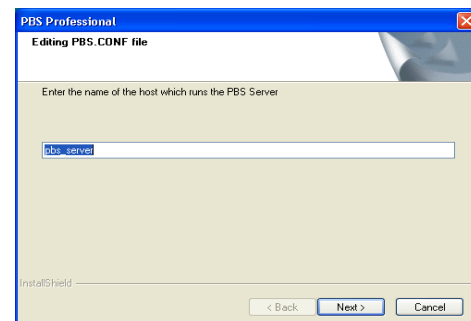 PBS Professional
Editing PBS.CONF file
Enter the name of the host which runs the PBS Server
pbs_server
InstallShield
< Back Next > Cancel